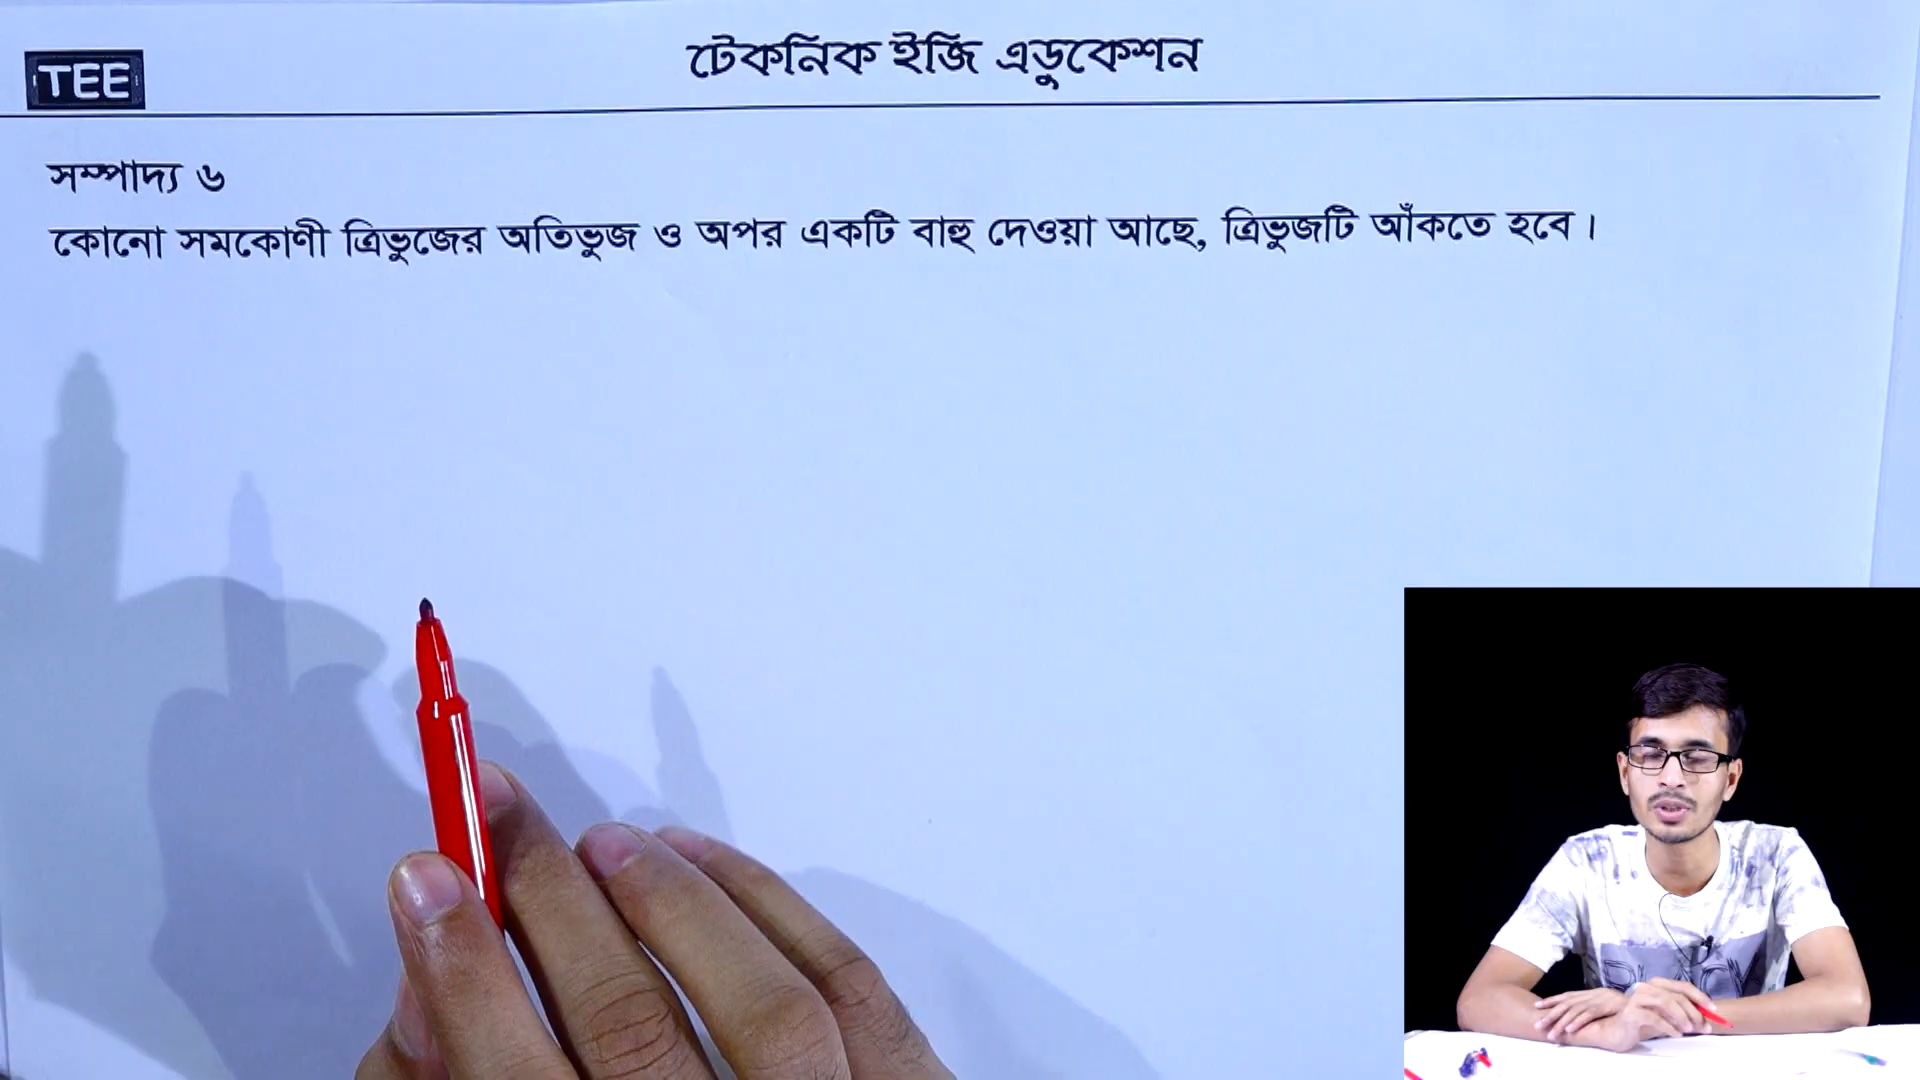 টেকনিক ইজি এডুকেশন
TEE
সম্পাদ্য ৬
কোনো সমকোণী ত্রিভুজের অতিভুজ ও অপর একটি বাহু দেওয়া আছে, ত্রিভুজটি আঁকতে হবে।